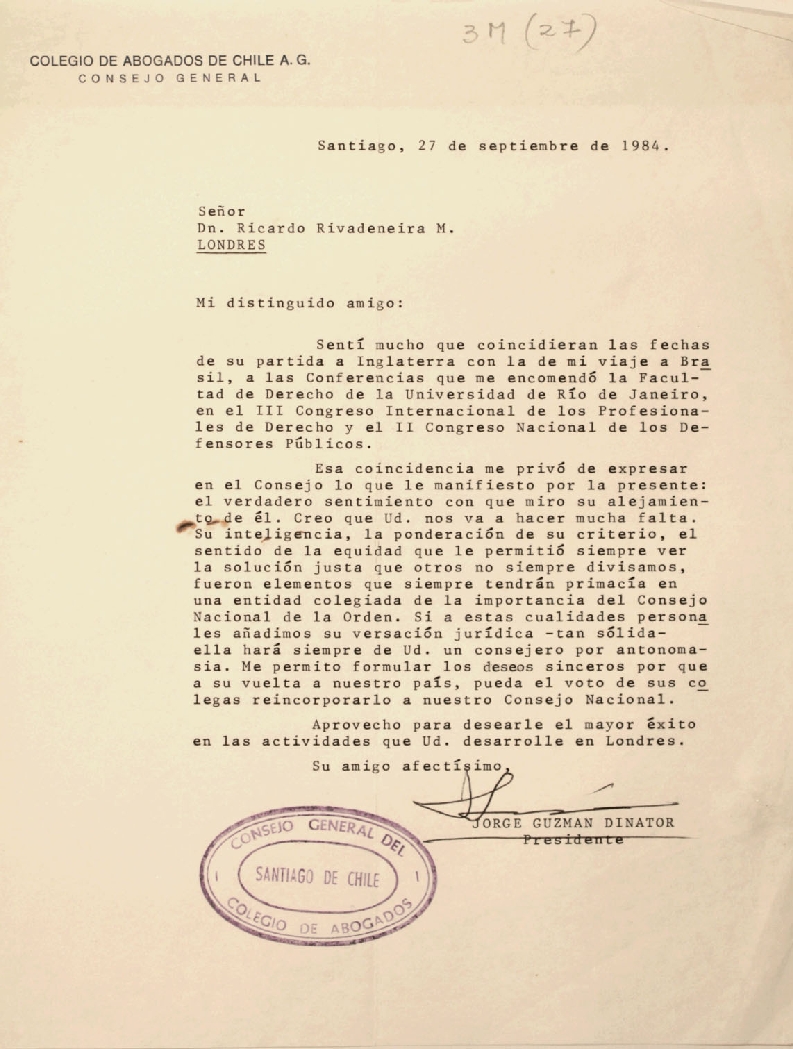 3M (27)
COLEGIO DE ABOGADOS DE CHILE A. G.
CONSEJO GENERAL
Santiago, 27 de septiembre de 1984.
Señor
Dn. Ricardo Rivadeneira M.
LONDRES
Mi distinguido amigo:
Sentí mucho que coincidieran las fechas
de su partida a Inglaterra con la de mi viaje a Bra
sil, a las Conferencias que me encomendó la Facul-
tad de Derecho de la Universidad de Río de Janeiro,
en el III Congreso Internacional de los Profesiona-
les de Derecho y el II Congreso Nacional de los De-
fensores Públicos.
Esa coincidencia me privó de expresar
en el Consejo lo que le manifiesto por la presente:
el verdadero sentimiento con que miro su alejamien-
to de él. Creo que Ud. nos va a hacer mucha falta.
Su inteligencia, la ponderación de su criterio, el
sentido de la equidad que le permitió siempre ver
la solución justa que otros no siempre divisamos,
fueron elementos que siempre tendrán primacía en
una entidad colegiada de la importancia del Consejo
Nacional de la Orden. Si a estas cualidades persona
les añadimos su versación jurídica -tan sólida-
ella hará siempre de Ud. un consejero por antonoma-
sia. Me permito formular los deseos sinceros por que
a su vuelta a nuestro país, pueda el voto de sus co
legas reincorporarlo a nuestro Consejo Nacional.
Aprovecho para desearle el mayor éxito
en las actividades que Ud. desarrolle en Londres.
Su amigo afectísimo,
JORGE GUZMAN DINATOR
Presidente
CONSEJO GENERAL DEL
SANTIAGO DE CHILE
COLEGIO DE ABOGADOS